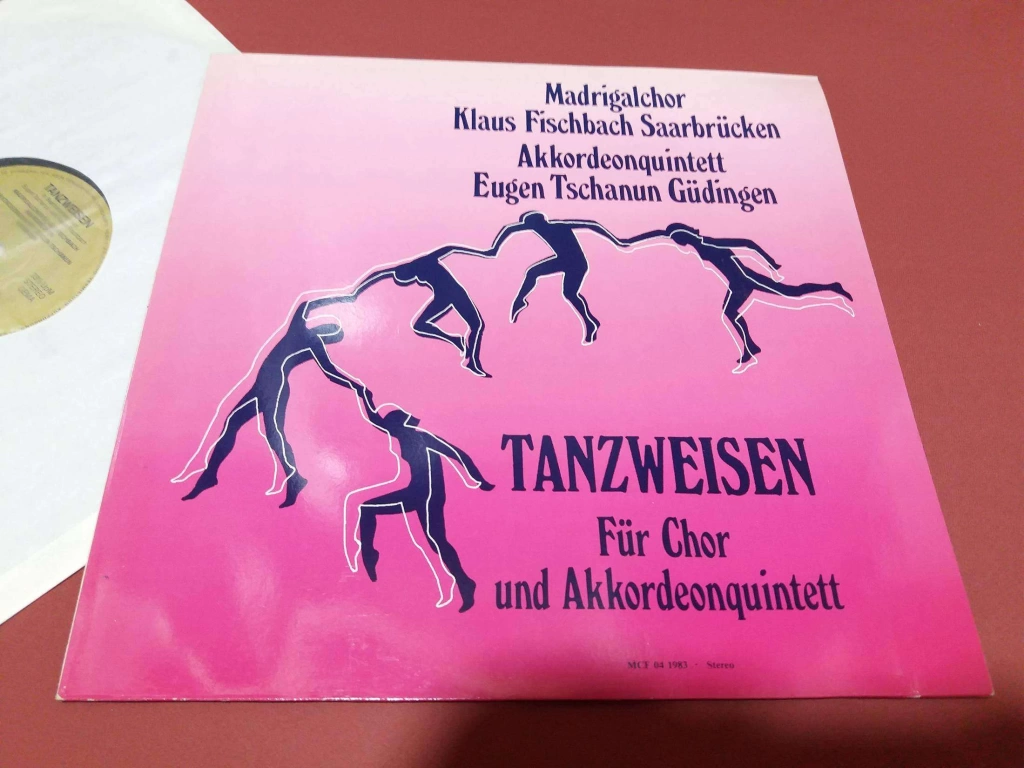 Madrigalchor
Klaus Fischbach Saarbrücken
Akkordeonquintett
Eugen Tschanun Güdingen
TANZWEISEN
Für Chor
und Akkordeonquintett
MCF 04 1983 · Stereo
TANZWEISEN